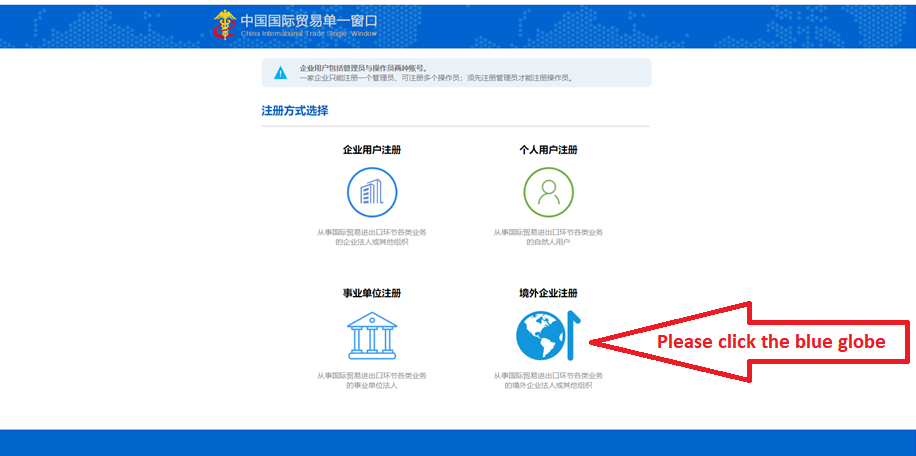 中国国际贸易单一窗口
China International Trade Single Window
企业用户包括管理员与操作员两种账号。
一家企业只能注册一个管理员、可注册多个操作员；须先注册管理员才能注册操作员。
注册方式选择
企业用户注册
个人用户注册
从事国际贸易进出口环节各类业务
的企业法人或其他组织
从事国际贸易进出口环节各类业务
的自然人用户
事业单位注册
境外企业注册
Please click the blue globe
从事国际贸易进出口环节各类业务
的事业单位法人
从事国际贸易进出口环节各类业务
的境外企业法人或其他组织